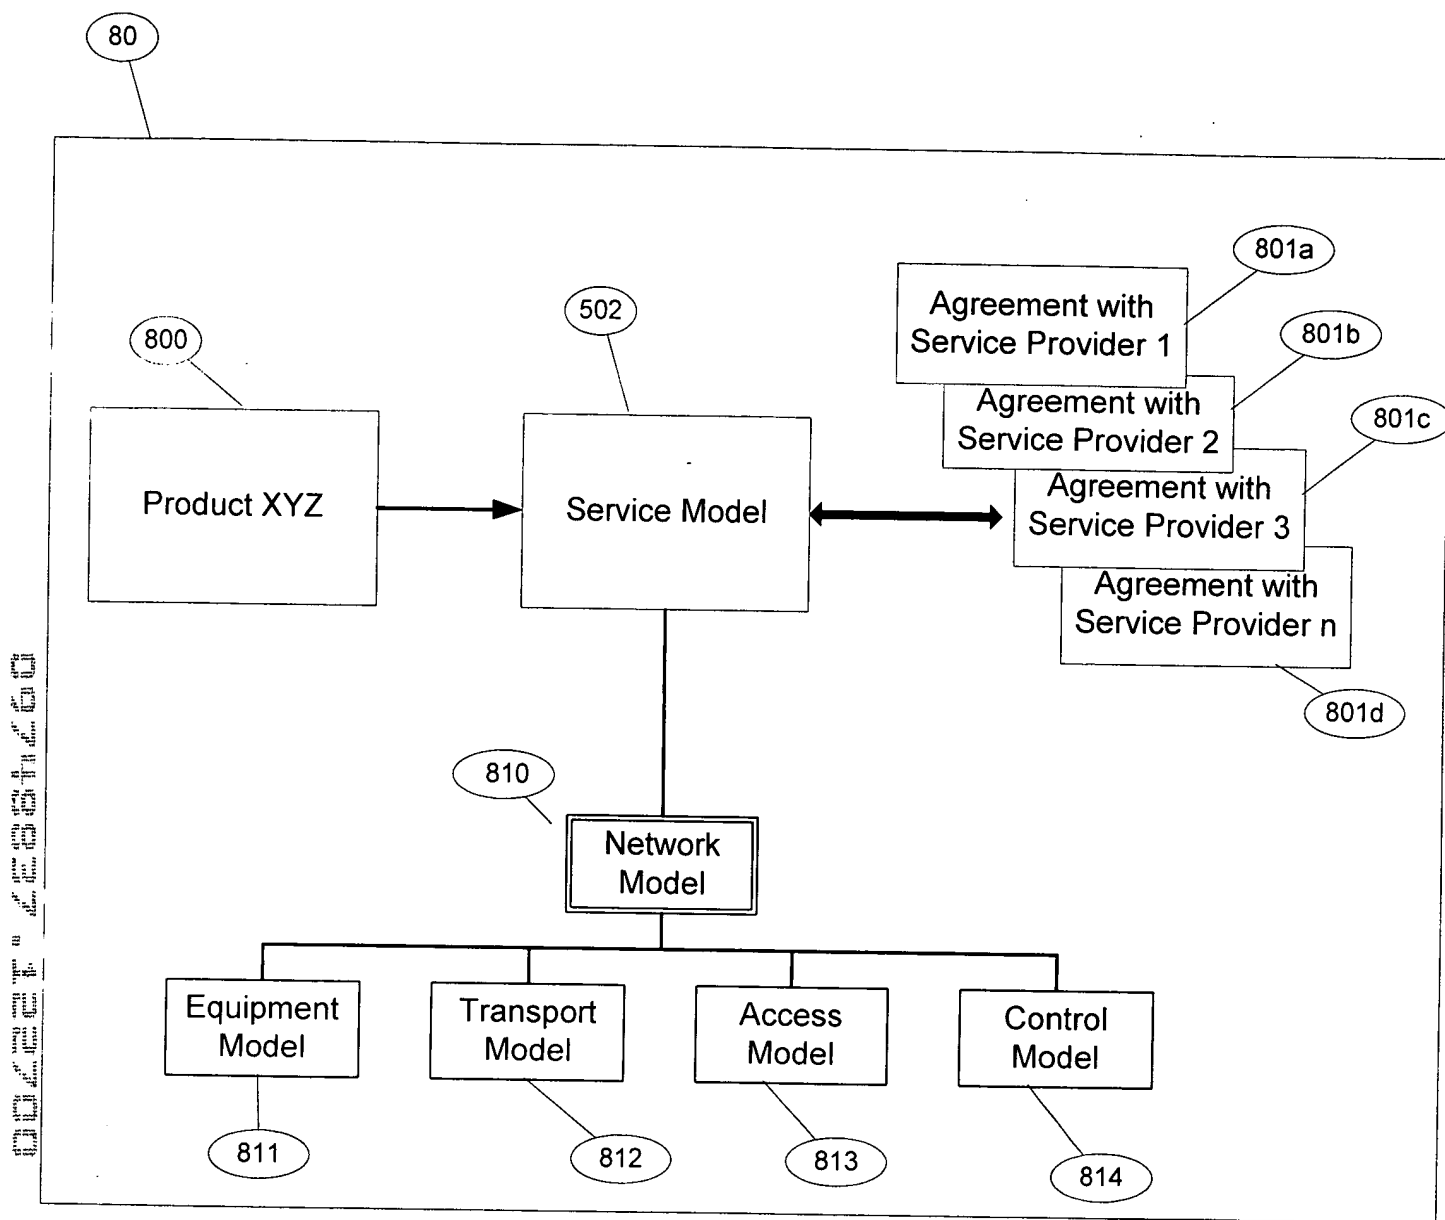 80
801a
Agreement with
Service Provider 1
502
800
801b
Agreement with
Service Provider 2
801c
Product XYZ
Service Model
Agreement with
Service Provider 3
Agreement with
Service Provider n
801d
810
Network
Model
Equipment
Model
Transport
Model
Access
Model
Control
Model
811
812
813
814